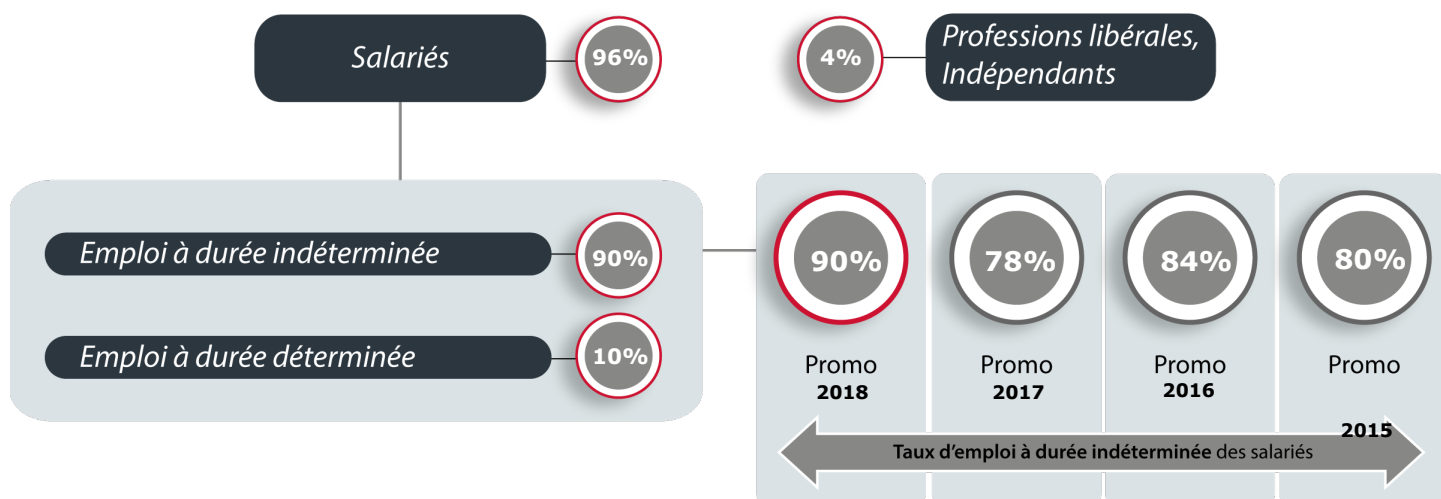 Salariés
96%
4%
Professions libérales,
Indépendants
Emploi à durée indéterminée
90%
Emploi à durée déterminée
10%
90%
78%
84%
80%
Promo
2018
Promo
2017
Promo
2016
Promo
2015
Taux d'emploi à durée indéterminée des salariés